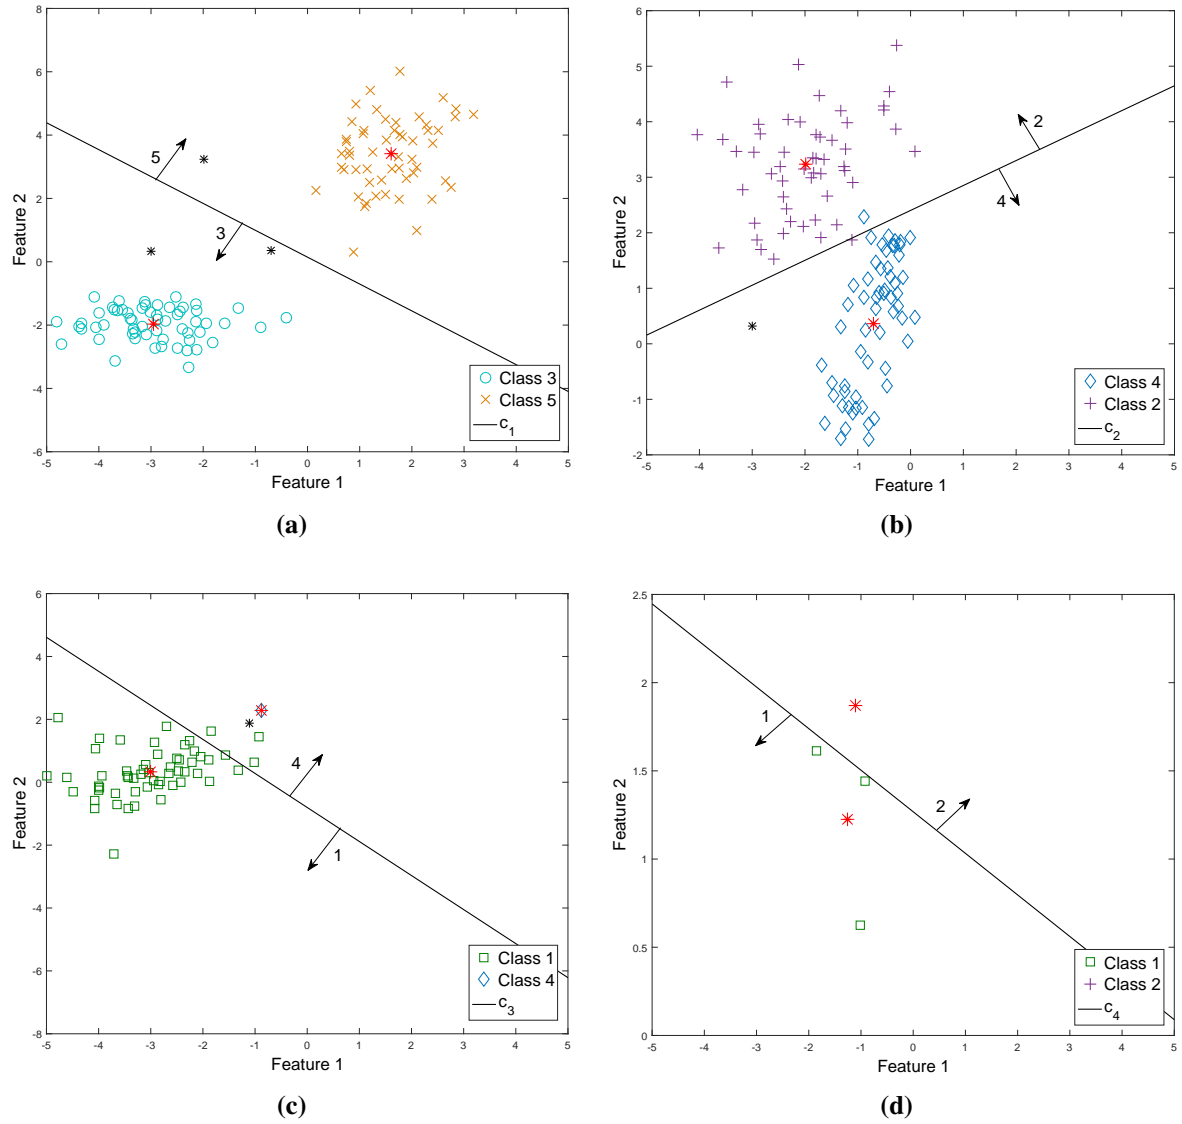 8
6
4
2
0
-2
-4
-6
-5 -4 -3 -2 -1 0 1 2 3 4 5
Feature 2
Feature 1
5
3
Class 3
Class 5
c1
(a)
6
5
4
3
2
1
0
-1
-2
-5 -4 -3 -2 -1 0 1 2 3 4 5
Feature 2
Feature 1
2
4
Class 4
Class 2
c2
(b)
6
4
2
0
-2
-4
-6
-8
-5 -4 -3 -2 -1 0 1 2 3 4 5
Feature 2
Feature 1
4
1
Class 1
Class 4
c3
(c)
2.5
2
1.5
1
0.5
0
-5 -4 -3 -2 -1 0 1 2 3 4 5
Feature 2
Feature 1
1
2
Class 1
Class 2
c4
(d)